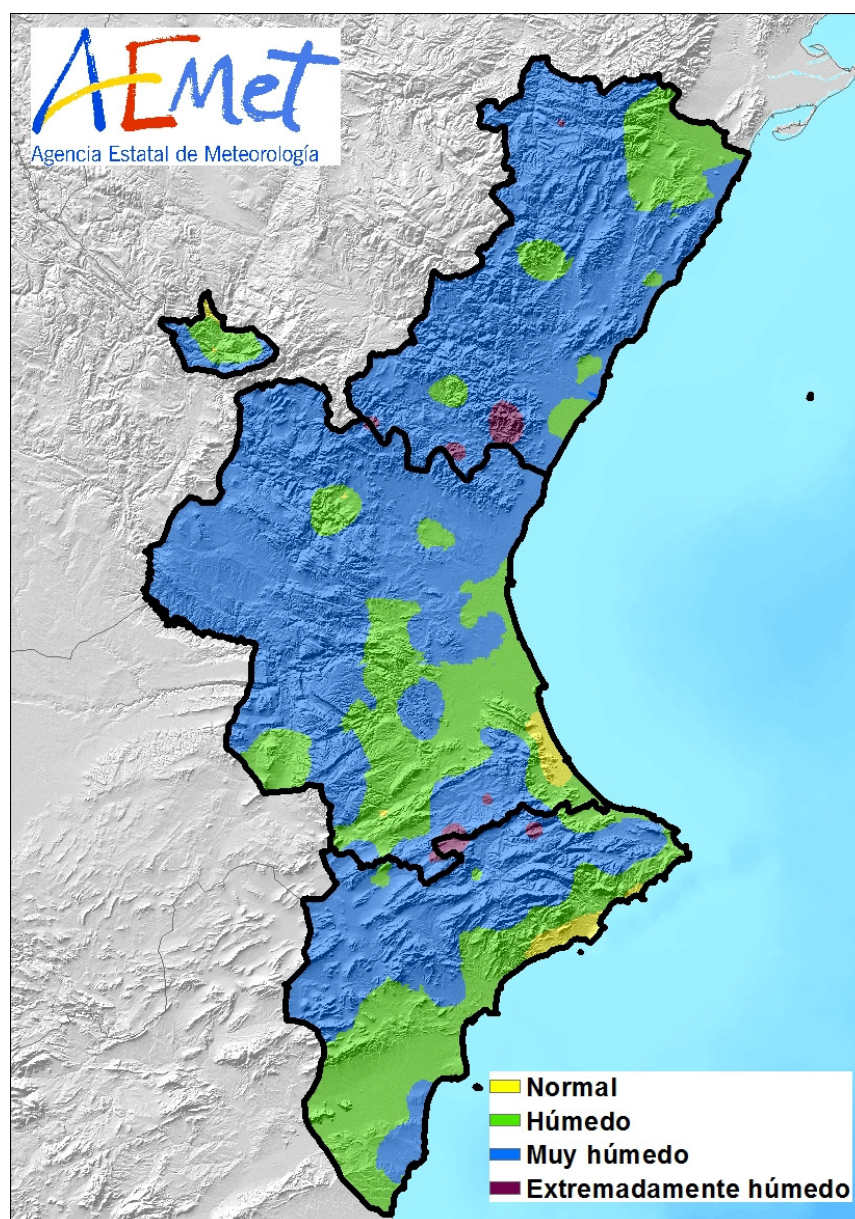 AEmet
Agencia Estatal de Meteorología
Normal
Húmedo
Muy húmedo
Extremadamente húmedo